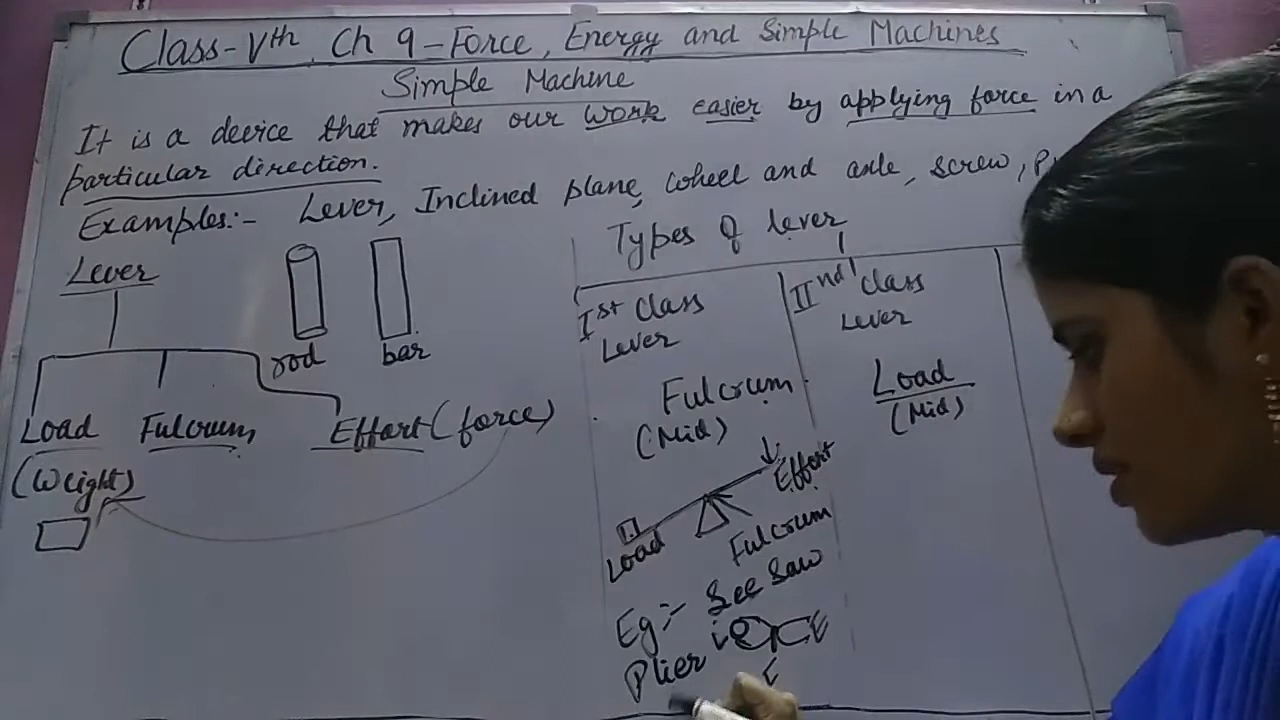 Class-Vth, Ch 9-Force, Energy and Simple Machines
Simple Machine
It is a device that makes our work easier by applying force in a
particular direction.
Examples:- Lever, Inclined plane, wheel and axle, screw,
Lever
rod
bar
Load
(Weight)
Fulcrum,
Effort (force)
Types of lever
Ist Class
Lever
Fulcrum
(Mid)
Effort
Load
Fulcrum
Eg:- See Saw
Plier
E
IInd Class
Lever
Load
(Mid)